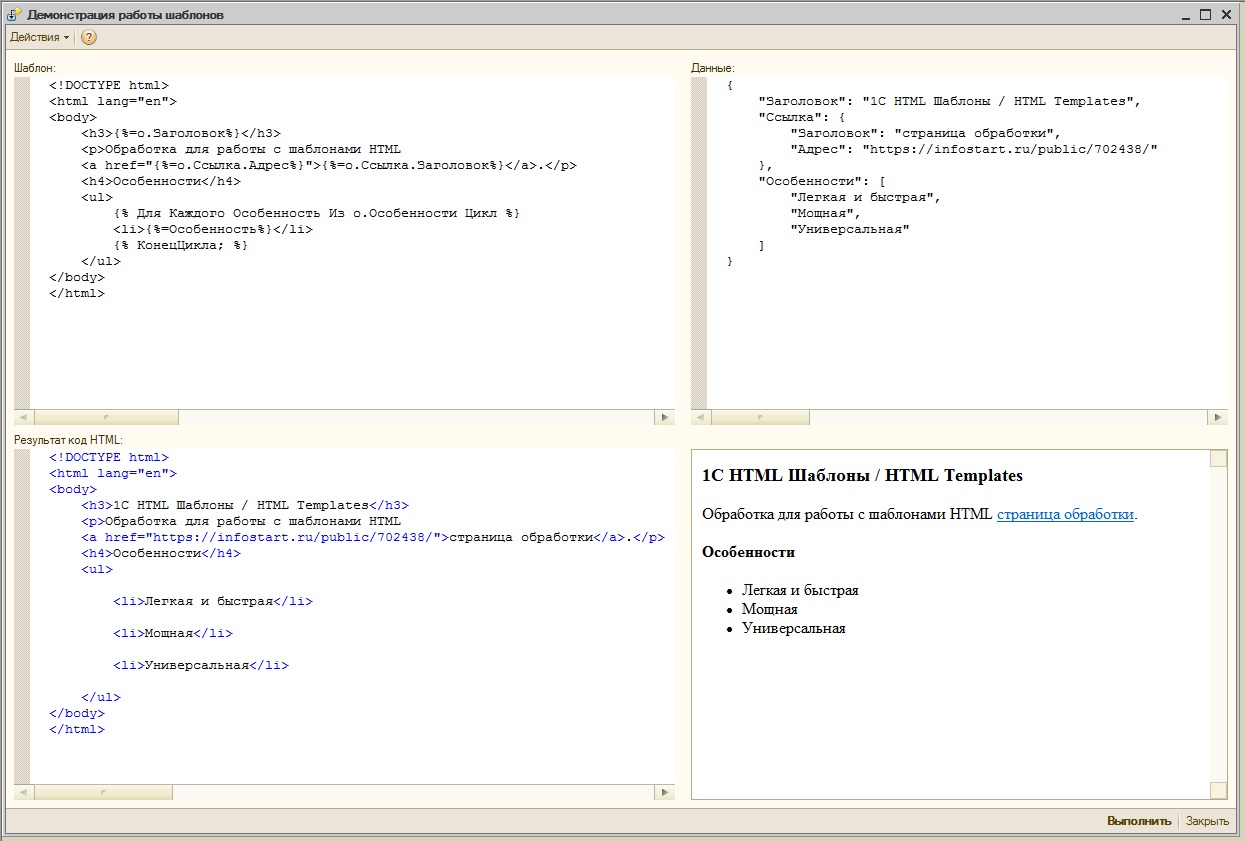 Демонстрация работы шаблонов
Действия
?
Шаблон:
<!DOCTYPE html>
<html lang="en">
<body>
    <h3>{%=о.Заголовок%}</h3>
    <p>Обработка для работы с шаблонами HTML
    <a href="{%=о.Ссылка.Адрес%}">{%=о.Ссылка.Заголовок%}</a>.</p>
    <h4>Особенности</h4>
    <ul>
        {% Для Каждого Особенность Из о.Особенности Цикл %}
        <li>{%=Особенность%}</li>
        {% КонецЦикла; %}
    </ul>
</body>
</html>
Данные:
{
    "Заголовок": "1С HTML Шаблоны / HTML Templates",
    "Ссылка": {
        "Заголовок": "страница обработки",
        "Адрес": "https://infostart.ru/public/702438/"
    },
    "Особенности": [
        "Легкая и быстрая",
        "Мощная",
        "Универсальная"
    ]
}
Результат код HTML:
<!DOCTYPE html>
<html lang="en">
<body>
    <h3>1С HTML Шаблоны / HTML Templates</h3>
    <p>Обработка для работы с шаблонами HTML
    <a href="https://infostart.ru/public/702438/">страница обработки</a>.</p>
    <h4>Особенности</h4>
    <ul>
        <li>Легкая и быстрая</li>
        <li>Мощная</li>
        <li>Универсальная</li>
    </ul>
</body>
</html>
1С HTML Шаблоны / HTML Templates
Обработка для работы с шаблонами HTML страница обработки.
Особенности
• Легкая и быстрая
• Мощная
• Универсальная
Выполнить Закрыть